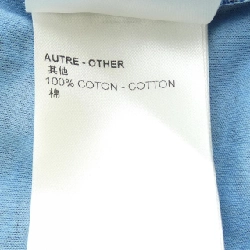 AUTRE - OTHER
其他
100% COTON - COTTON
棉